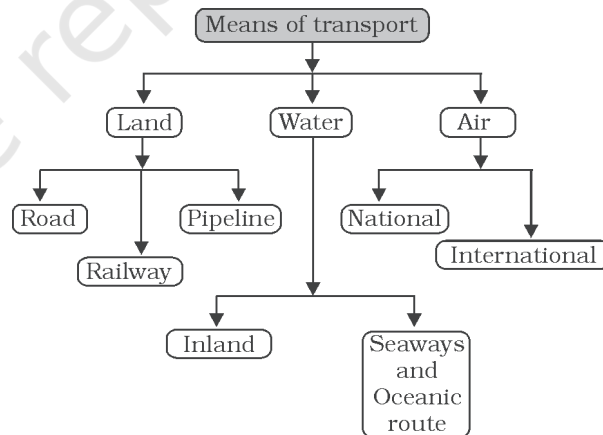 Means of transport
Land
Water
Air
Road
Pipeline
National
Railway
International
Inland
Seaways
and
Oceanic
route